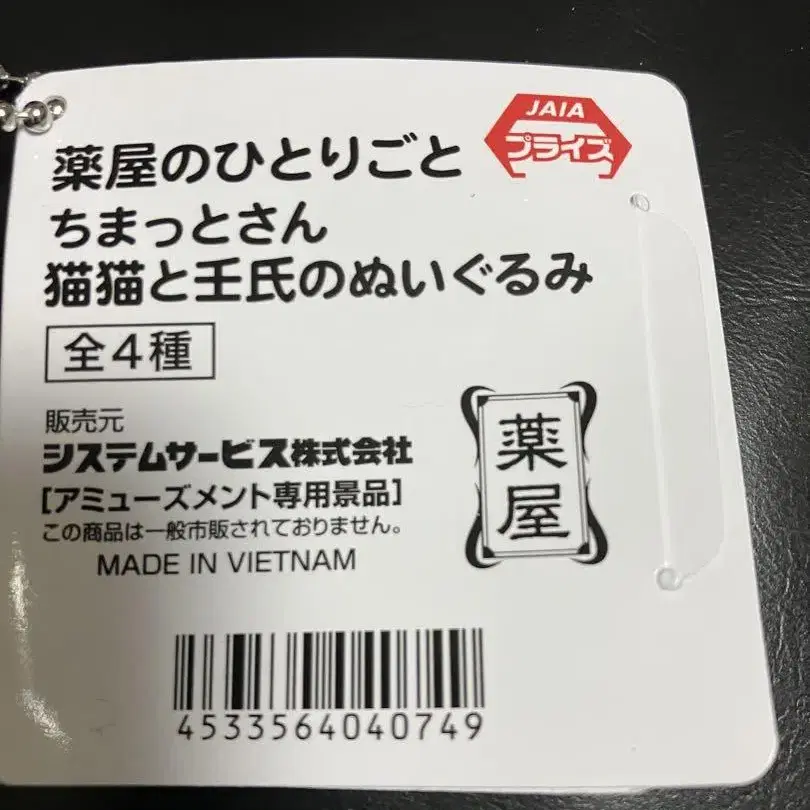 JAIA
プライズ
薬屋のひとりごと
ちまっとさん
猫猫と壬氏のぬいぐるみ
全4種
販売元
システムサービス株式会社
[アミューズメント専用景品]
この商品は一般市販されておりません。
MADE IN VIETNAM
薬屋
4533564040749